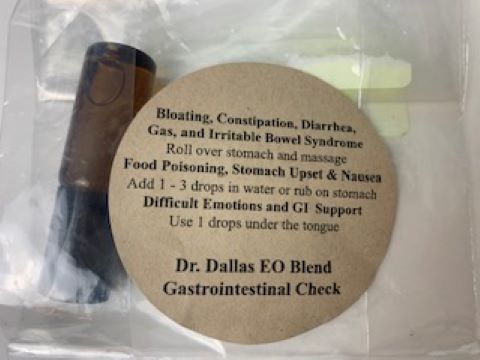 Bloating, Constipation, Diarrhea,
Gas, and Irritable Bowel Syndrome
Roll over stomach and massage
Food Poisoning, Stomach Upset & Nausea
Add 1 - 3 drops in water or rub on stomach
Difficult Emotions and GI Support
Use 1 drops under the tongue
Dr. Dallas EO Blend
Gastrointestinal Check